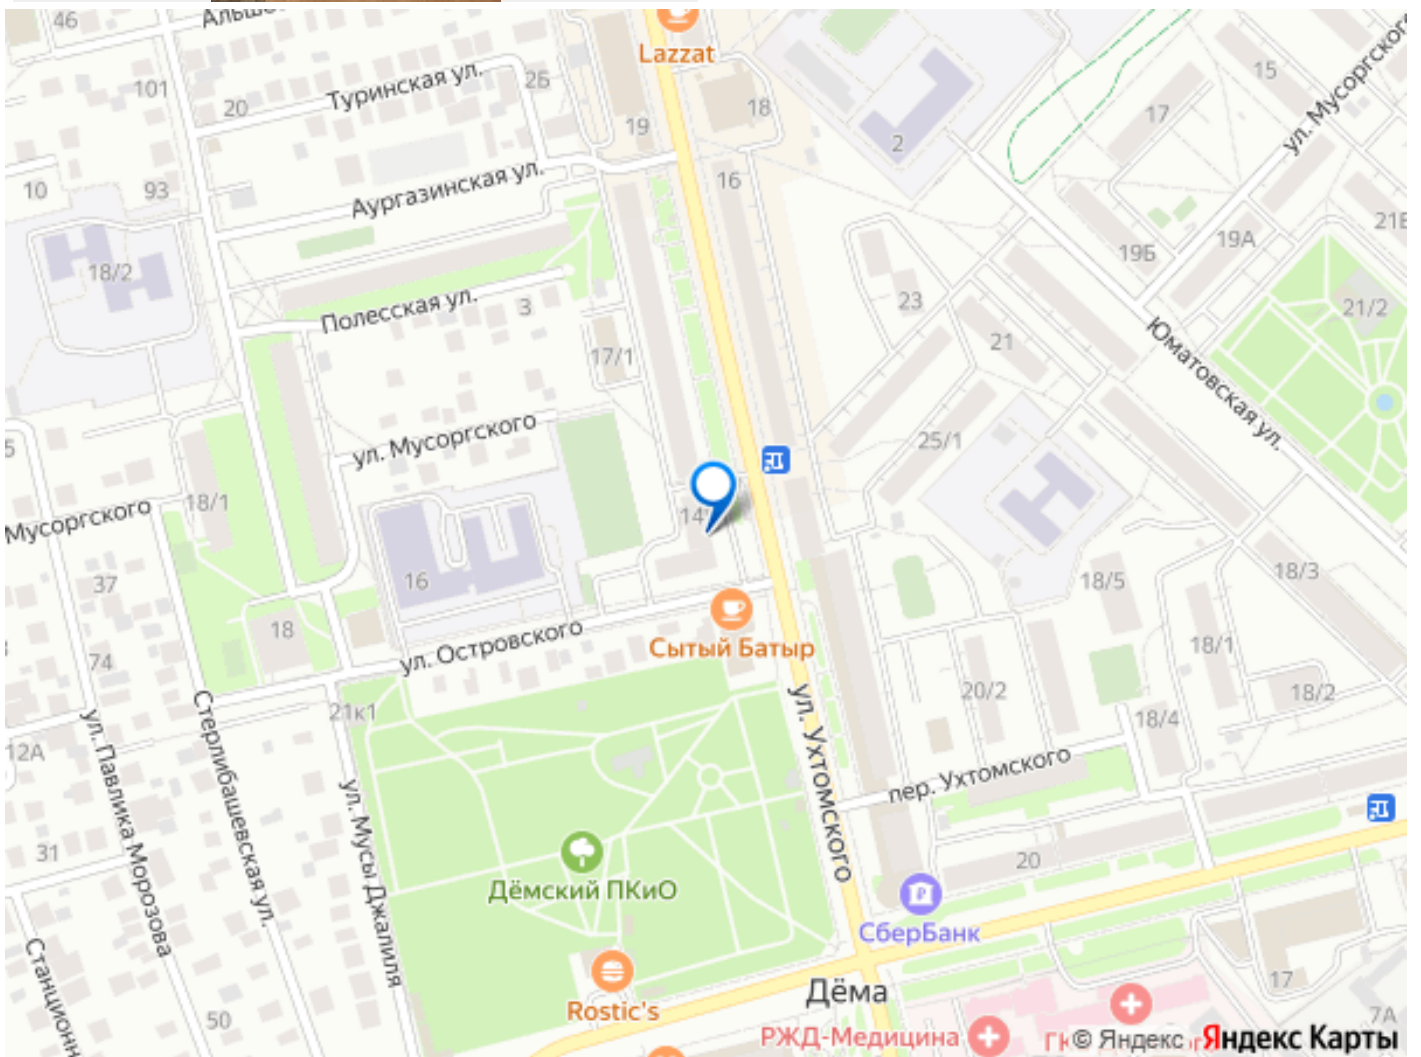 46
Lazzat
101
Туринская ул.
2Б
15
ул. Мусоргского
20
19
18
17
2
10
93
Аургазинская ул.
16
18/2
19Б
19А
23
21/2
Полесская ул.
3
17/1
21
Юматовская ул.
ул. Мусоргского
25/1
18/1
Мусоргского
14
37
16
18/5
18/3
18
ул. Островского
Сытый Батыр
74
18/1
20/2
18/2
21к1
18/4
12А
ул. Павлика Морозова
Стерлибашевская ул.
ул. Мусы Джалиля
ул. Ухтомского
пер. Ухтомского
31
20
Дёмский ПКиО
СберБанк
Rostic's
Дёма
17
7А
50
РЖД-Медицина
© Яндекс
Яндекс Карты